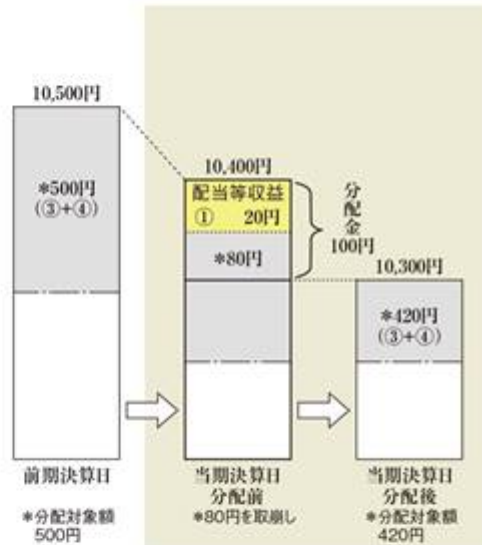 10,500円
*500円
(③+④)
10,400円
配当等収益
① 20円
*80円
分配金
100円
10,300円
*420円
(③+④)
前期決算日
*分配対象額
500円
当期決算日
分配前
*80円を取崩し
当期決算日
分配後
*分配対象額
420円